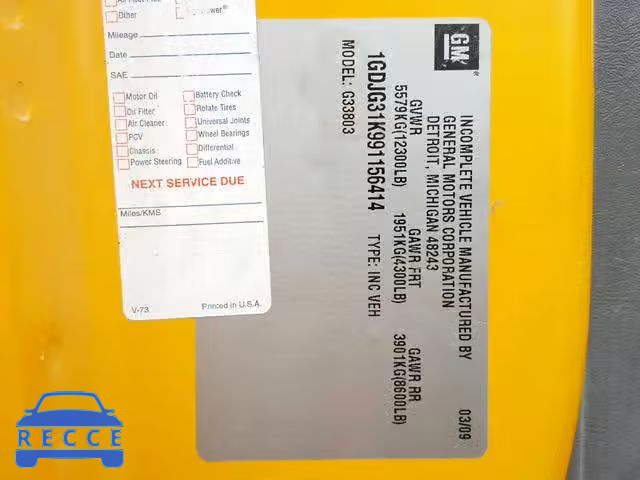 Other
Mileage
Date
SAE
Motor Oil
Oil Filter
Air Cleaner
PCV
Chassis
Power Steering
Battery Check
Rotate Tires
Universal Joints
Wheel Bearings
Fuel Additive
NEXT SERVICE DUE
Miles/KMS
V-73 Printed in U.S.A.
GM
INCOMPLETE VEHICLE MANUFACTURED BY
GENERAL MOTORS CORPORATION
DETROIT, MICHIGAN 48243
03/09
GVWR GAWR FRT GAWR RR
5579KG(12300LB) 1951KG(4300LB) 3901KG(8600LB)
1GDJG31K991156414 TYPE: INC VEH
MODEL: G33803
RECCE